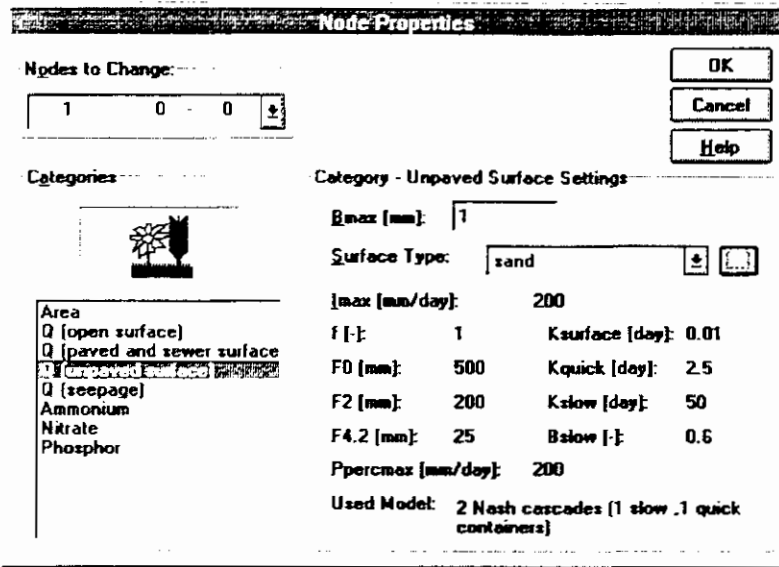 Node Properties
Nodes to Change:
1 0 - 0
OK
Cancel
Help
Categories
Area
Q (open surface)
Q (paved and sewer surface
Q (unpaved surface)
Q (seepage)
Ammonium
Nitrate
Phosphor
Category - Unpaved Surface Settings
Bmax [mm]: 1
Surface Type: sand
Imax [mm/day]: 200
f [-]: 1 Ksurface [day]: 0.01
F0 [mm]: 500 Kquick [day]: 2.5
F2 [mm]: 200 Kslow [day]: 50
F4.2 [mm]: 25 Bslow [-]: 0.6
Ppercmax [mm/day]: 200
Used Model: 2 Nash cascades (1 slow ,1 quick
containers)